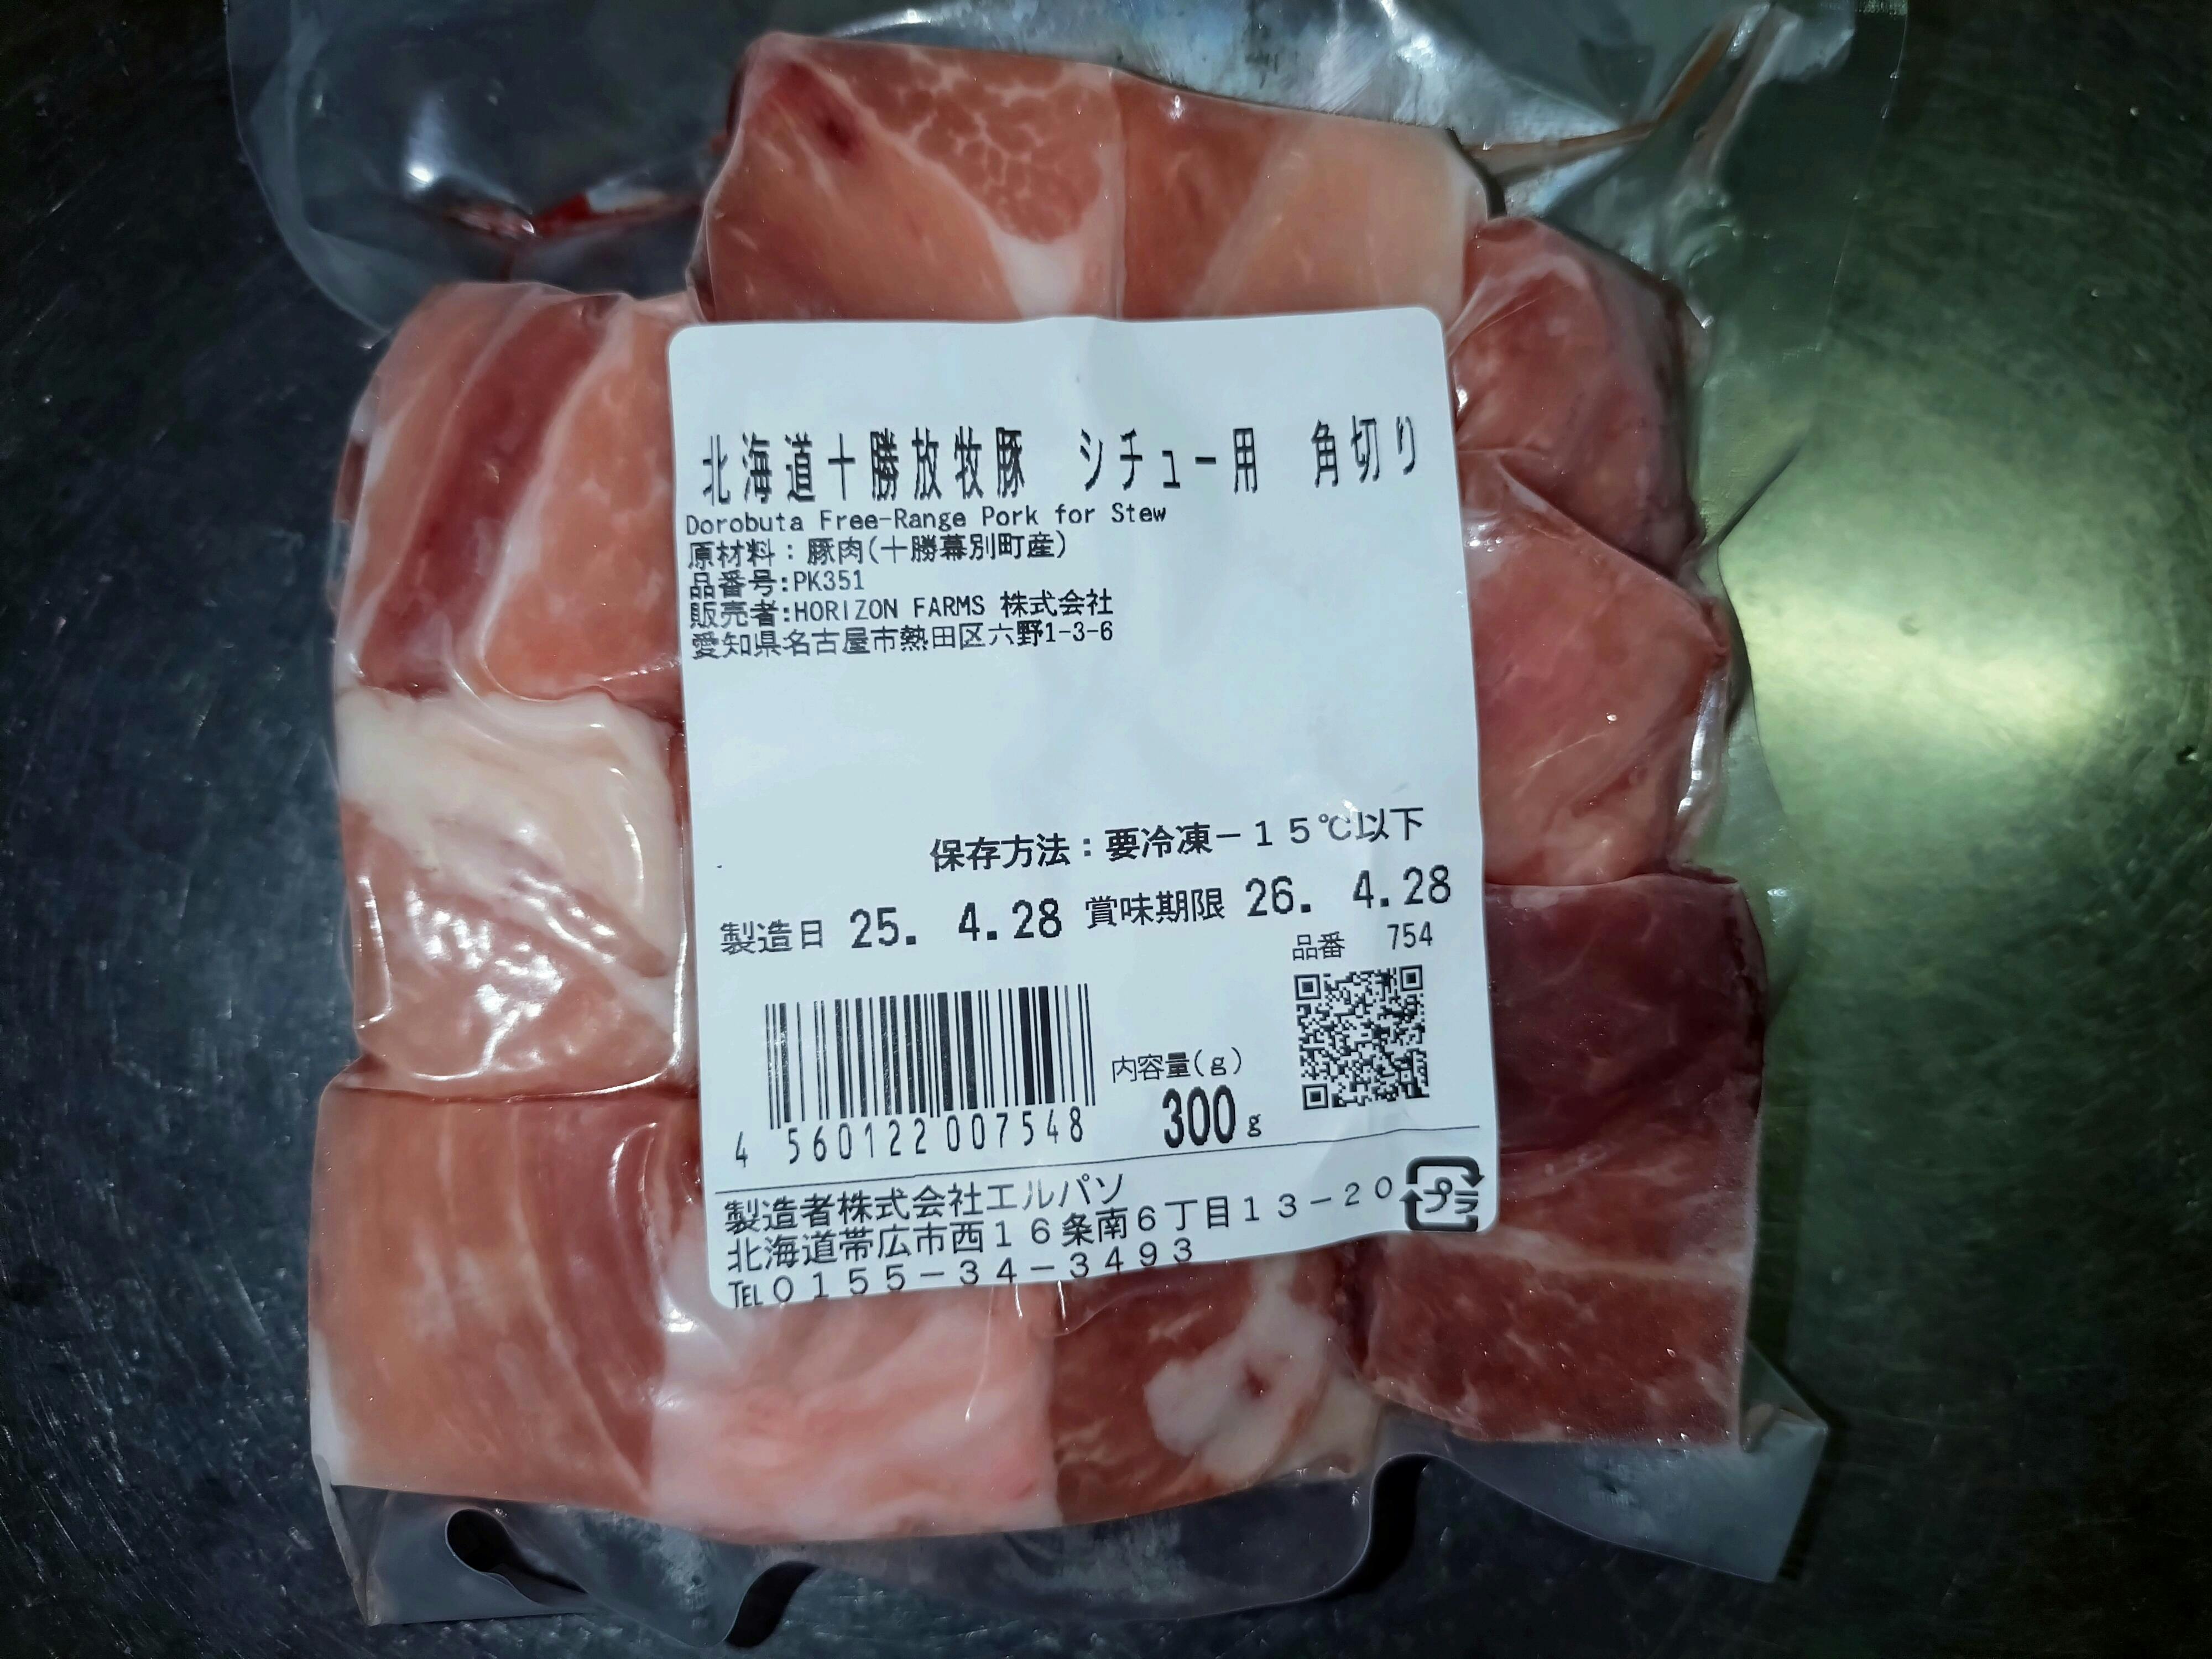 北海道十勝放牧豚　シチュー用　角切り
Dorobuta Free-Range Pork for Stew
原材料：豚肉(十勝幕別町産)
品番号:PK351
販売者:HORIZON FARMS 株式会社
愛知県名古屋市熱田区六野1-3-6
保存方法：要冷凍－１５℃以下
製造日 25. 4.28 賞味期限 26. 4.28
品番 754
内容量(g)
300g
4 560122 007548
製造者株式会社エルパソ
北海道帯広市西１６条南６丁目１３－２０
プラ
TEL０１５５－３４－３４９３